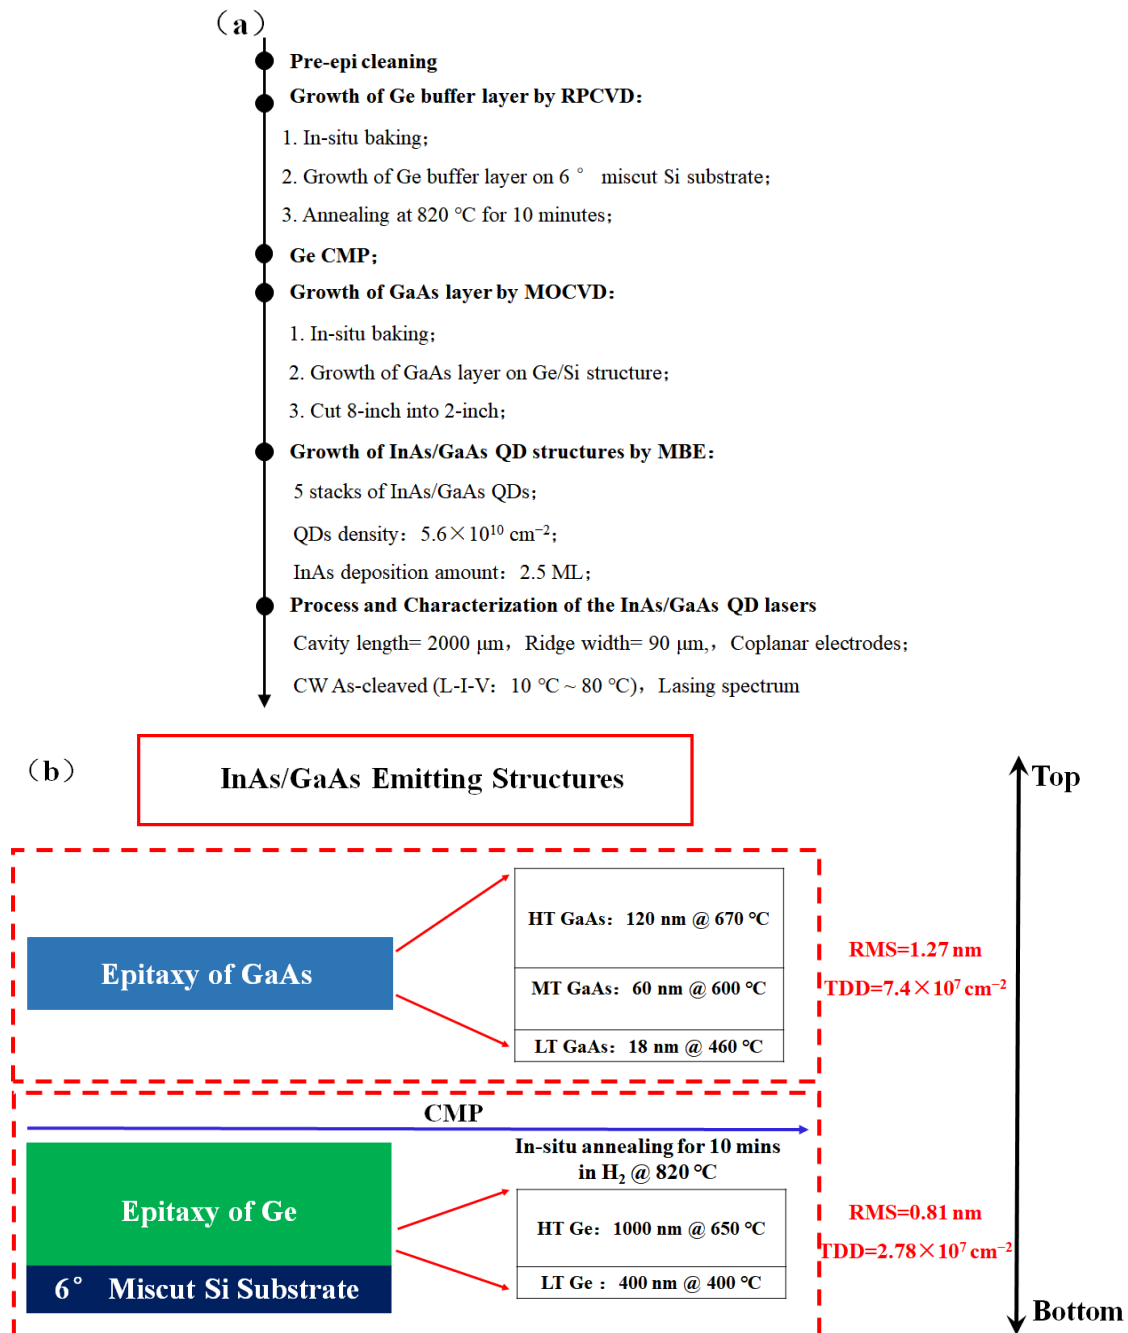 （a）
Pre-epi cleaning
Growth of Ge buffer layer by RPCVD：
1. In-situ baking；
2. Growth of Ge buffer layer on 6 ° miscut Si substrate；
3. Annealing at 820 ℃ for 10 minutes；
Ge CMP；
Growth of GaAs layer by MOCVD：
1. In-situ baking；
2. Growth of GaAs layer on Ge/Si structure；
3. Cut 8-inch into 2-inch；
Growth of InAs/GaAs QD structures by MBE：
5 stacks of InAs/GaAs QDs；
QDs density：5.6×10¹⁰ cm⁻²；
InAs deposition amount：2.5 ML；
Process and Characterization of the InAs/GaAs QD lasers
Cavity length= 2000 μm，Ridge width= 90 μm,，Coplanar electrodes；
CW As-cleaved (L-I-V：10 ℃ ~ 80 ℃)，Lasing spectrum
（b）
InAs/GaAs Emitting Structures
Top
Epitaxy of GaAs
HT GaAs：120 nm @ 670 ℃
MT GaAs：60 nm @ 600 ℃
LT GaAs：18 nm @ 460 ℃
RMS=1.27 nm
TDD=7.4×10⁷ cm⁻²
CMP
In-situ annealing for 10 mins
in H₂ @ 820 ℃
Epitaxy of Ge
6° Miscut Si Substrate
HT Ge：1000 nm @ 650 ℃
LT Ge ：400 nm @ 400 ℃
RMS=0.81 nm
TDD=2.78×10⁷ cm⁻²
Bottom